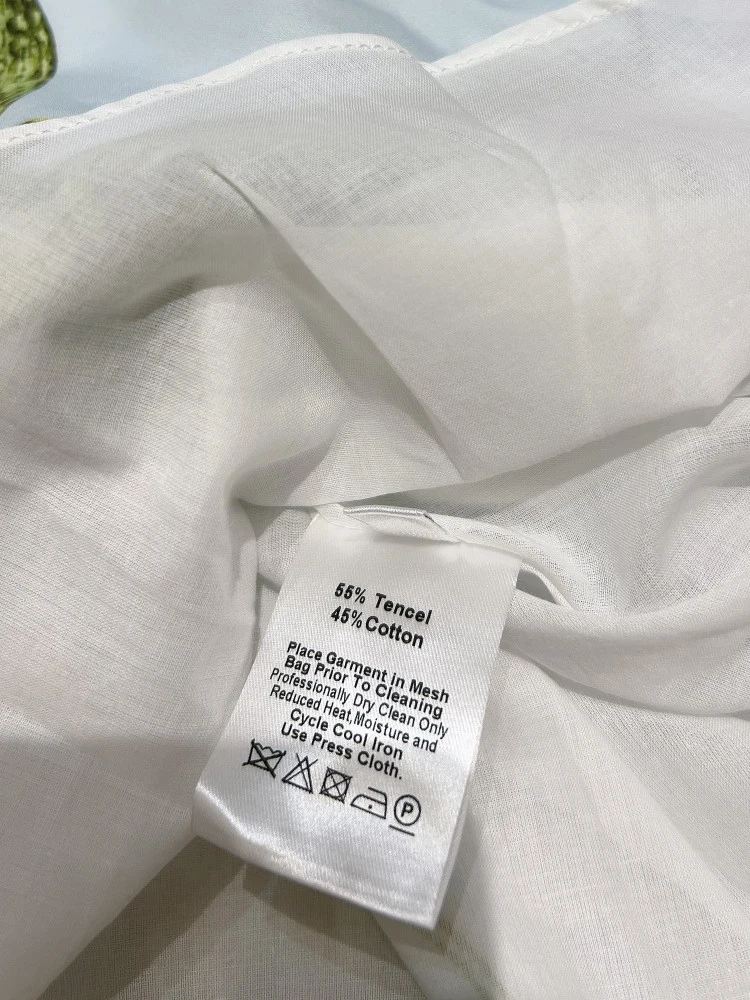 55% Tencel
45% Cotton
Place Garment in Mesh
Bag Prior To Cleaning
Professionally Dry Clean Only
Reduced Heat,Moisture and
Cycle Cool Iron
Use Press Cloth.
P